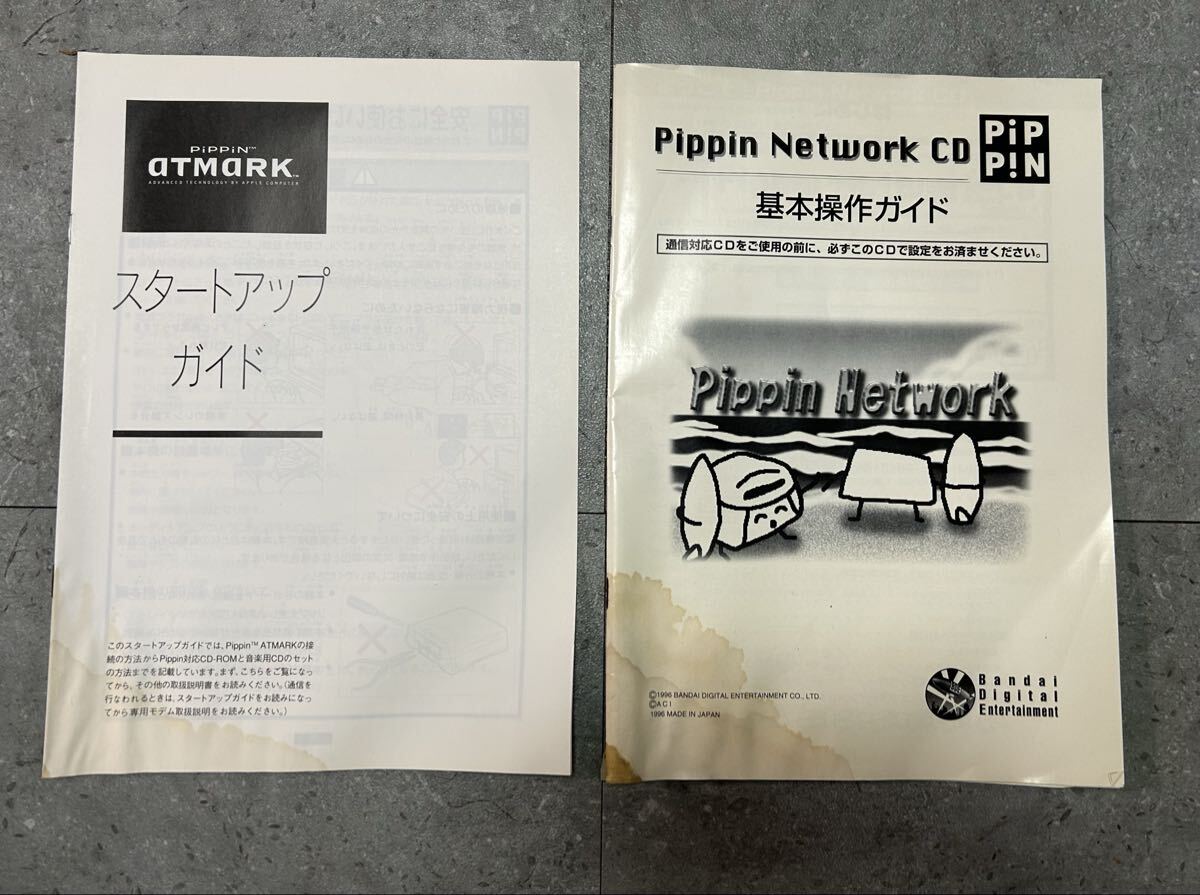 PiPPiN™
aTMaRK™
ADVANCED TECHNOLOGY BY APPLE COMPUTER
スタートアップ
ガイド
このスタートアップガイドでは、Pippin™ ATMARKの接
続の方法からPippin対応CD-ROMと音楽用CDのセット
の方法までを記載しています。まず、こちらをご覧になっ
てから、その他の取扱説明書をお読みください。（通信を
行なわれるときは、スタートアップガイドをお読みになっ
てから専用モデム取扱説明をお読みください。）
Pippin Network CD
PiP
P!N
基本操作ガイド
通信対応CDをご使用の前に、必ずこのCDで設定をお済ませください。
Pippin Network
©1996 BANDAI DIGITAL ENTERTAINMENT CO., LTD.
©A C I
1996 MADE IN JAPAN
Bandai
Digital
Entertainment